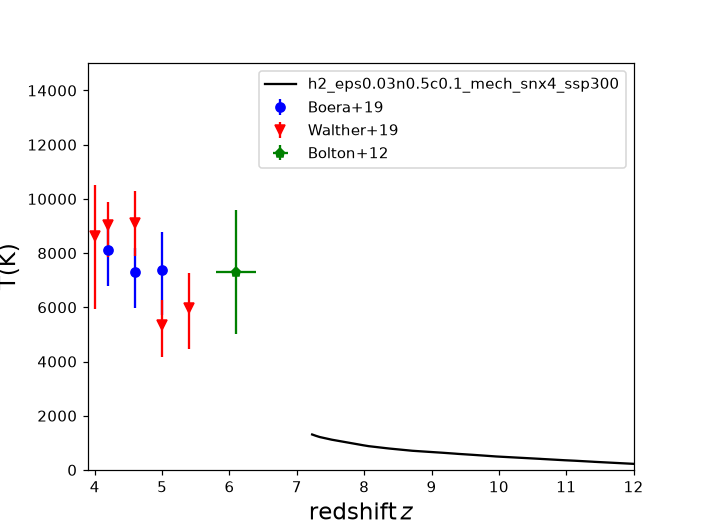 14000
12000
10000
8000
6000
4000
2000
0
T(K)
h2_eps0.03n0.5c0.1_mech_snx4_ssp300
Boera+19
Walther+19
Bolton+12
4 5 6 7 8 9 10 11 12
redshift z